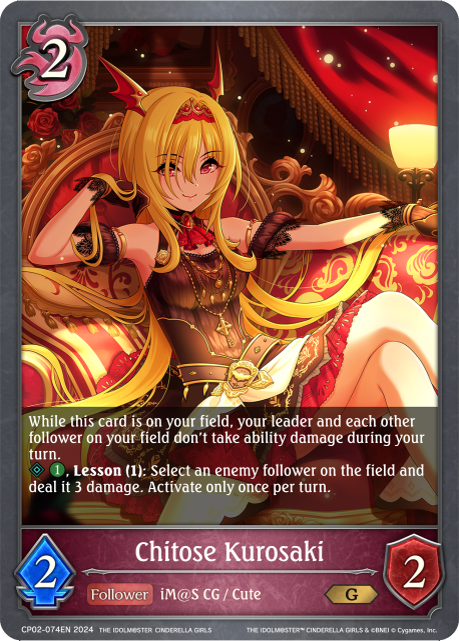 2
While this card is on your field, your leader and each other
follower on your field don't take ability damage during your
turn.
1, Lesson (1): Select an enemy follower on the field and
deal it 3 damage. Activate only once per turn.
Chitose Kurosaki
2
Follower iM@S CG / Cute
G
2
CP02-074EN 2024 THE IDOLM@STER CINDERELLA GIRLS THE IDOLM@STER™ CINDERELLA GIRLS & ©BNEI © Cygames, Inc.